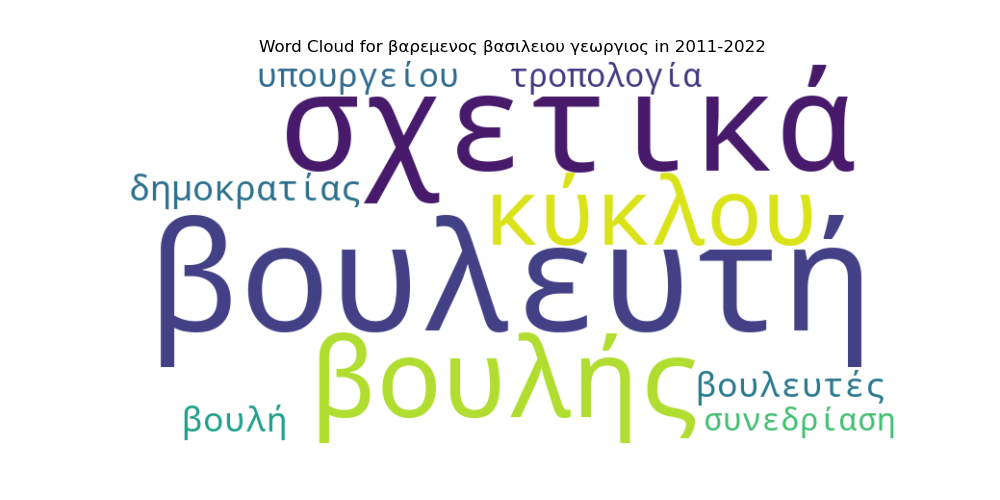 Word Cloud for βαρεμενος βασιλειου γεωργιος in 2011-2022
υπουργείου τροπολογία
σχετικά
δημοκρατίας
κύκλου
βουλευτή
βουλής
βουλευτές
βουλή
συνεδρίαση